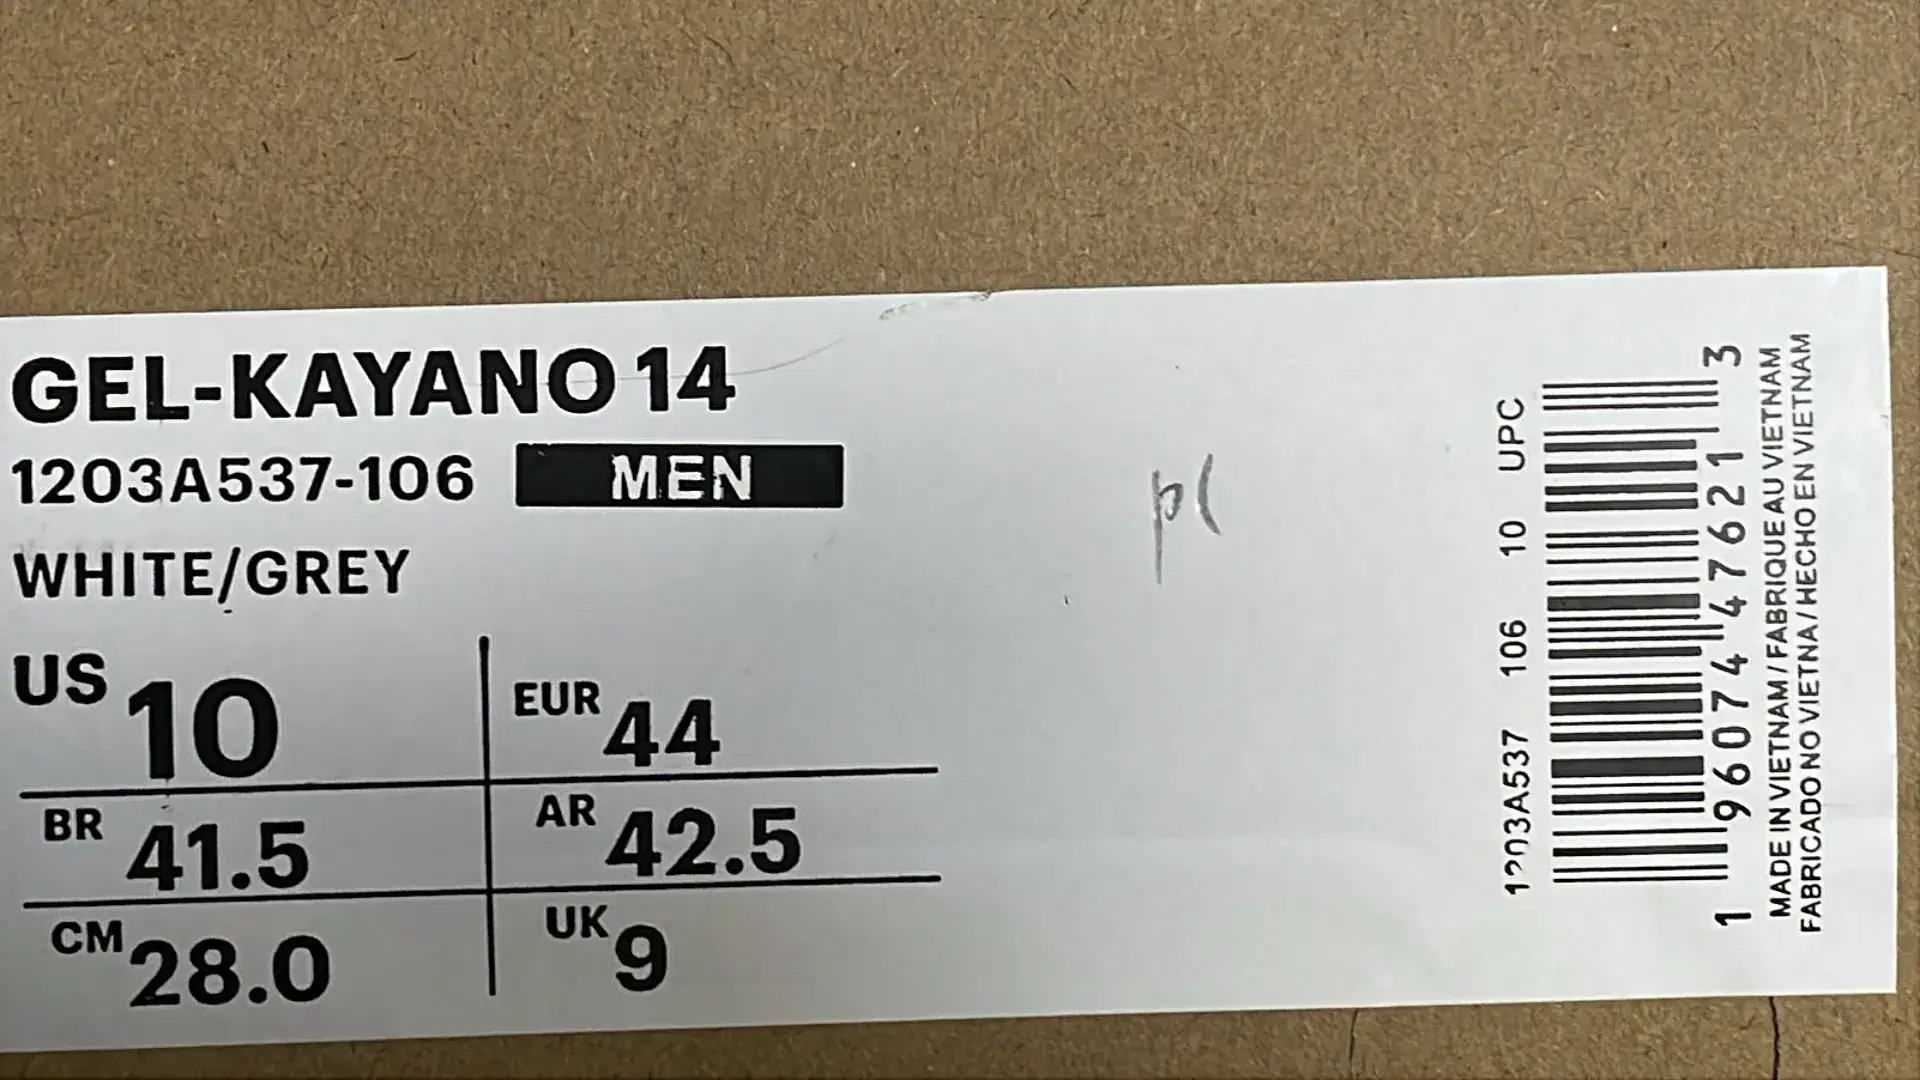 GEL-KAYANO 14
1203A537-106 MEN
WHITE/GREY
US 10 EUR 44
BR 41.5 AR 42.5
CM 28.0 UK 9
1203A537 106 10 UPC
1 96074 47621 3
MADE IN VIETNAM / FABRIQUE AU VIETNAM
FABRICADO NO VIETNA / HECHO EN VIETNAM